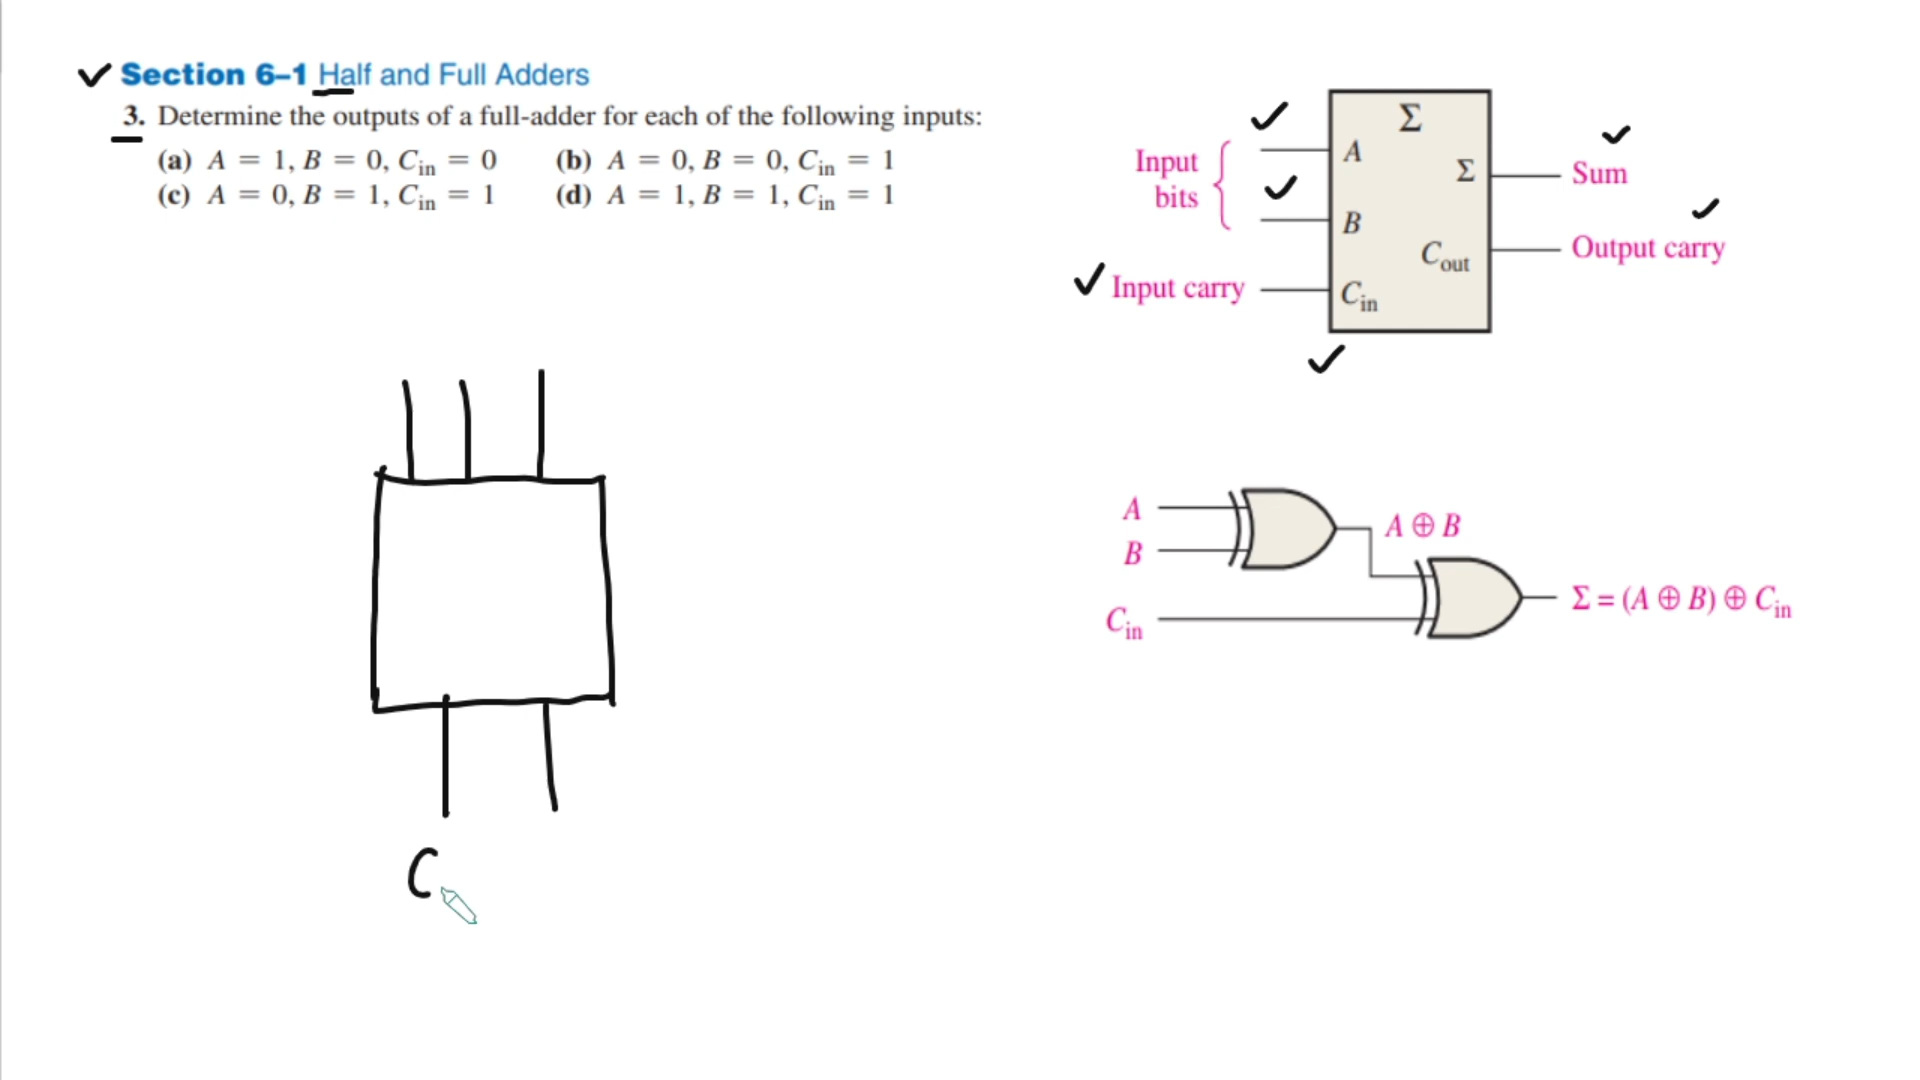 Section 6–1 Half and Full Adders
3. Determine the outputs of a full-adder for each of the following inputs:
(a) A = 1, B = 0, Cin = 0 (b) A = 0, B = 0, Cin = 1
(c) A = 0, B = 1, Cin = 1 (d) A = 1, B = 1, Cin = 1
Σ
A
Input
bits
Σ
Sum
B
Cout
Output carry
Input carry
Cin
A
A ⊕ B
B
Σ = (A ⊕ B) ⊕ Cin
Cin
C